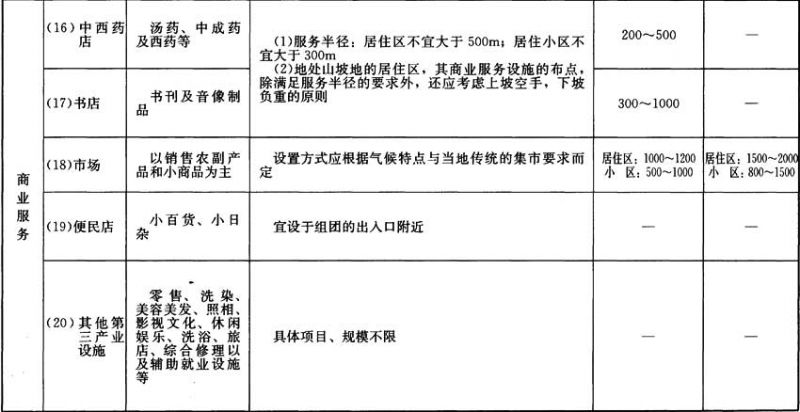 商业服务
(16)中西药店
汤药、中成药及西药等
(1)服务半径：居住区不宜大于500m；居住小区不宜大于300m
(2)地处山坡地的居住区，其商业服务设施的布点，除满足服务半径的要求外，还应考虑上坡空手，下坡负重的原则
200～500
—
(17)书店
书刊及音像制品
300～1000
—
(18)市场
以销售农副产品和小商品为主
设置方式应根据气候特点与当地传统的集市要求而定
居住区：1000～1200
小　区：500～1000
居住区：1500～2000
小　区：800～1500
(19)便民店
小百货、小日杂
宜设于组团的出入口附近
—
—
(20)其他第三产业设施
零售、洗染、美容美发、照相、影视文化、休闲娱乐、洗浴、旅店、综合修理以及辅助就业设施等
具体项目、规模不限
—
—